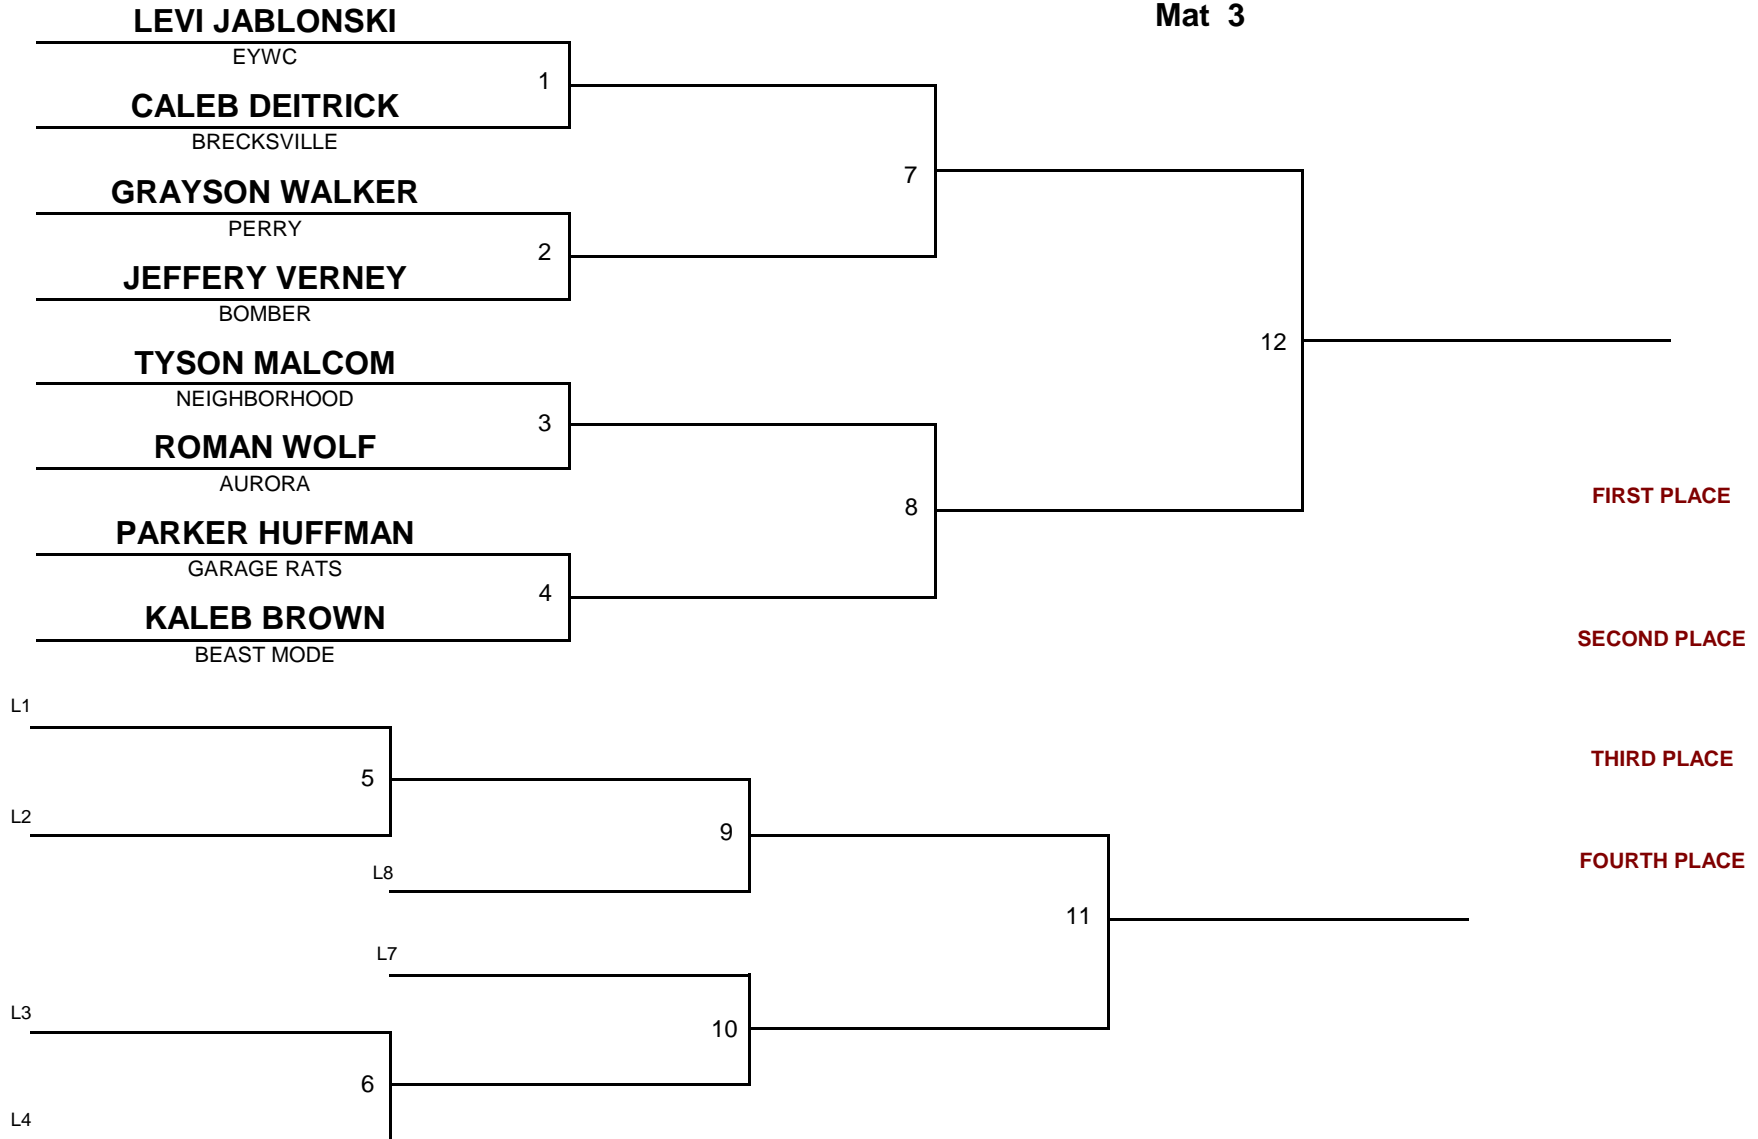 LEVI JABLONSKI
Mat 3
EYWC
1
CALEB DEITRICK
BRECKSVILLE
7
GRAYSON WALKER
PERRY
2
JEFFERY VERNEY
BOMBER
12
TYSON MALCOM
NEIGHBORHOOD
3
ROMAN WOLF
AURORA
FIRST PLACE
8
PARKER HUFFMAN
GARAGE RATS
4
KALEB BROWN
SECOND PLACE
BEAST MODE
L1
THIRD PLACE
5
L2
9
FOURTH PLACE
L8
11
L7
L3
10
6
L4